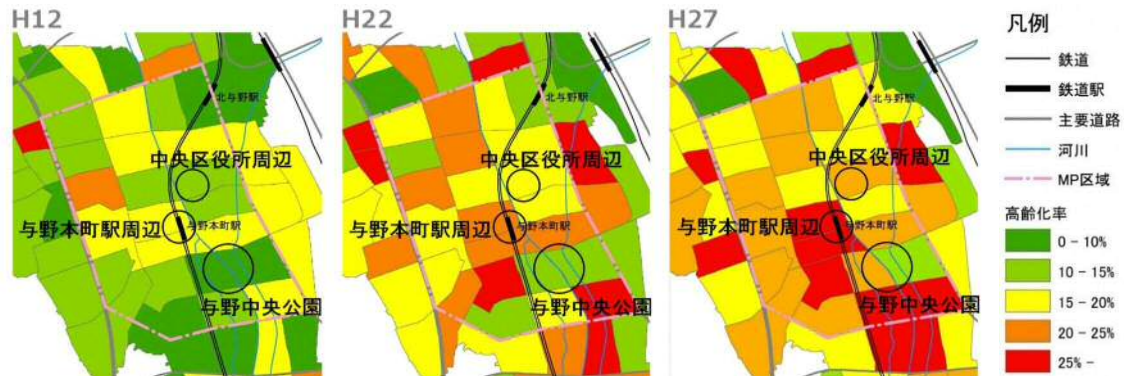 H12
北与野駅
中央区役所周辺
与野本町駅周辺
与野本町駅
与野中央公園
H22
北与野駅
中央区役所周辺
与野本町駅周辺
与野本町駅
与野中央公園
H27
北与野駅
中央区役所周辺
与野本町駅周辺
与野本町駅
与野中央公園
凡例
鉄道
鉄道駅
主要道路
河川
MP区域
高齢化率
0 - 10%
10 - 15%
15 - 20%
20 - 25%
25% -